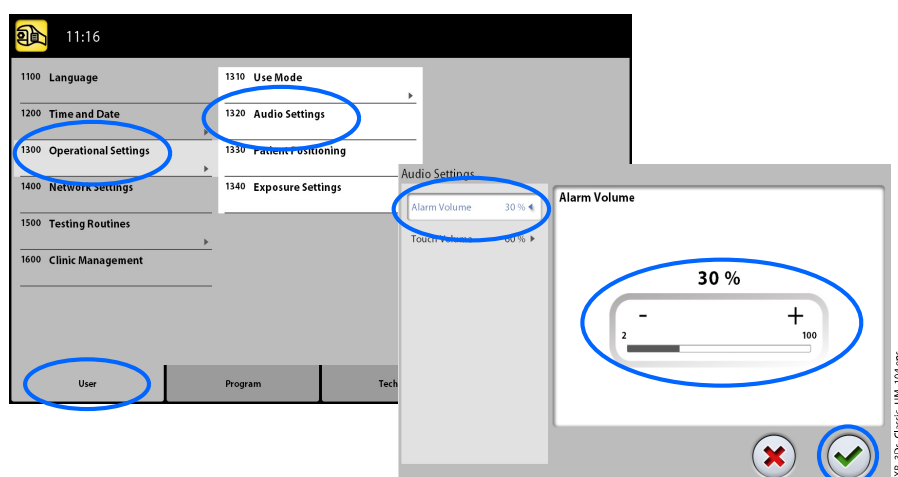 11:16
1100 Language
1200 Time and Date
1300 Operational Settings
1400 Network Settings
1500 Testing Routines
1600 Clinic Management
1310 Use Mode
1320 Audio Settings
1330 Patient Positioning
1340 Exposure Settings
User
Program
Tech
Audio Settings
Alarm Volume 30 %
Touch Volume 60 %
Alarm Volume
30 %
- +
2 100
XP_3Ds_Classic_UM_104.eps